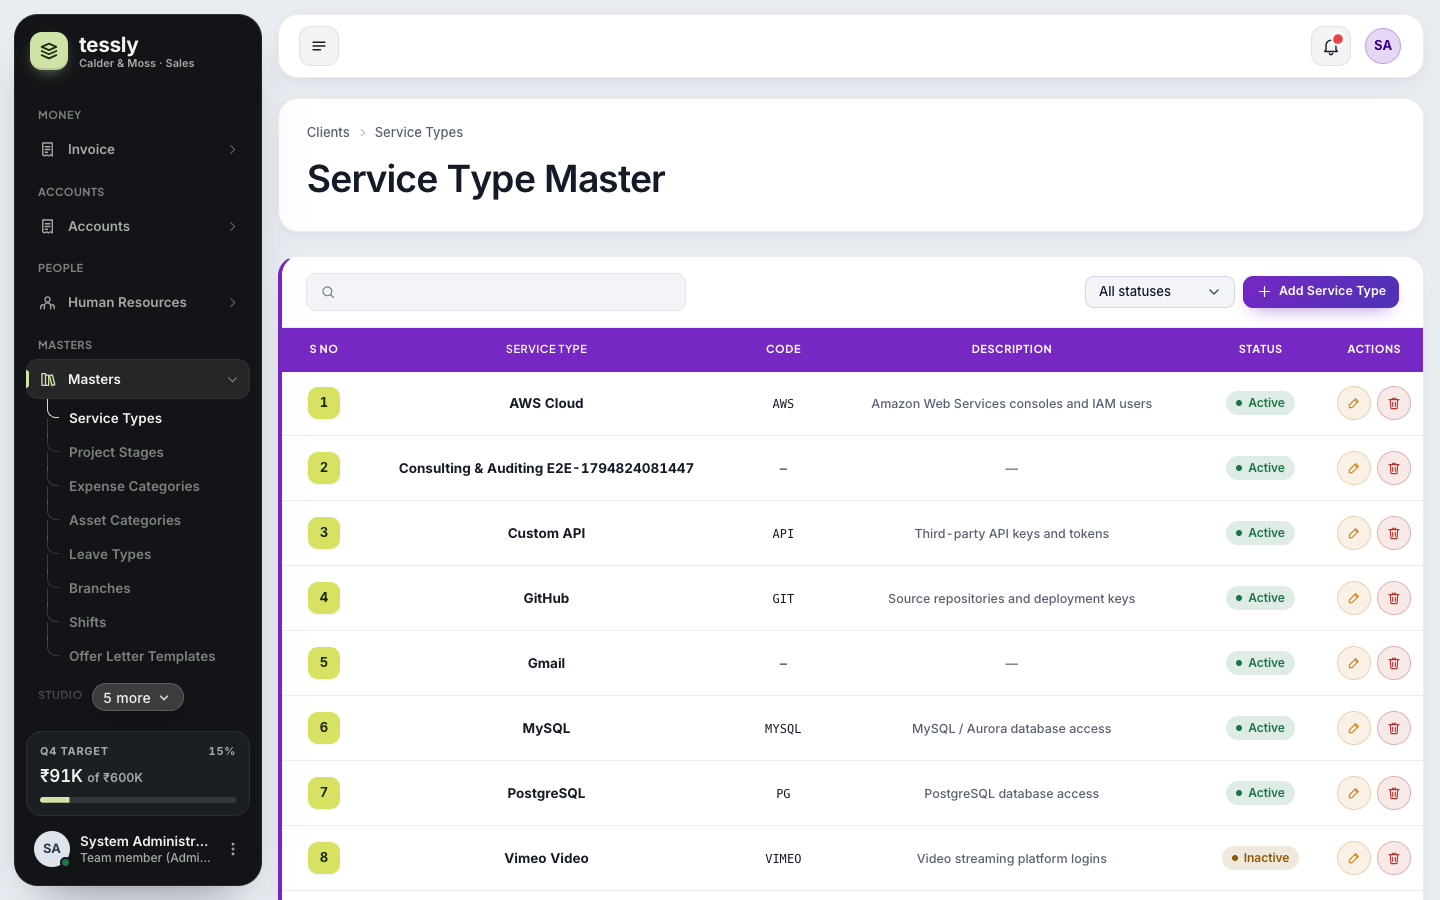 tessly
Calder & Moss · Sales
MONEY
Invoice
ACCOUNTS
Accounts
PEOPLE
Human Resources
MASTERS
Masters
Service Types
Project Stages
Expense Categories
Asset Categories
Leave Types
Branches
Shifts
Offer Letter Templates
STUDIO
5 more
Q4 TARGET 15%
₹91K of ₹600K
SA
System Administr...
Team member (Admi...
SA
Clients > Service Types
Service Type Master
All statuses
+ Add Service Type
S NO SERVICE TYPE CODE DESCRIPTION STATUS ACTIONS
1 AWS Cloud AWS Amazon Web Services consoles and IAM users Active
2 Consulting & Auditing E2E-1794824081447 – — Active
3 Custom API API Third-party API keys and tokens Active
4 GitHub GIT Source repositories and deployment keys Active
5 Gmail – — Active
6 MySQL MYSQL MySQL / Aurora database access Active
7 PostgreSQL PG PostgreSQL database access Active
8 Vimeo Video VIMEO Video streaming platform logins Inactive